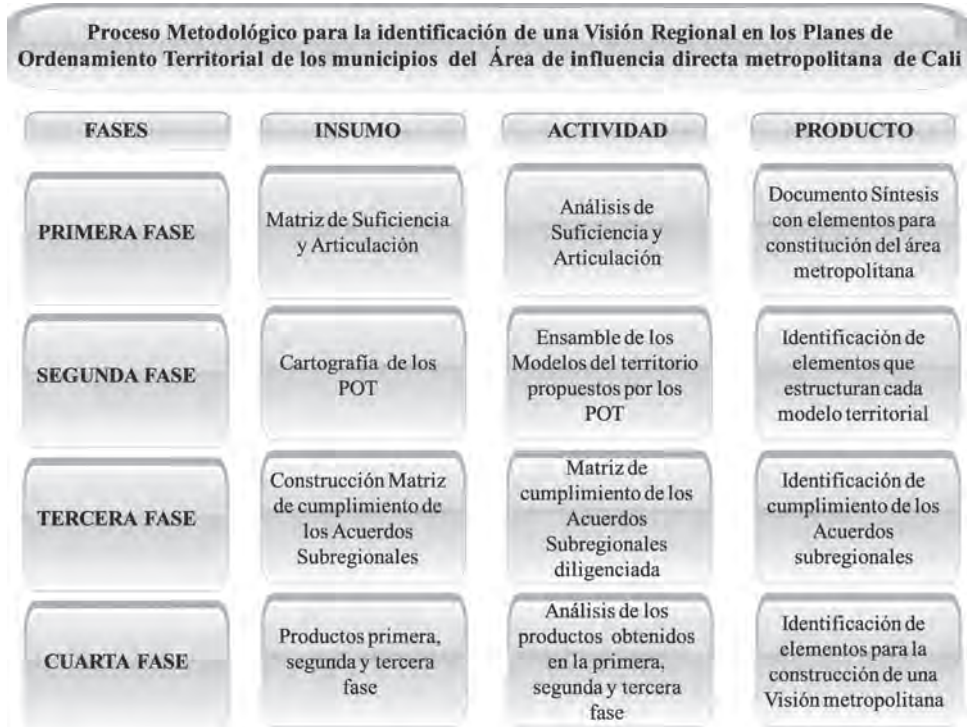 Proceso Metodológico para la identificación de una Visión Regional en los Planes de
Ordenamiento Territorial de los municipios del Área de influencia directa metropolitana de Cali
FASES
INSUMO
ACTIVIDAD
PRODUCTO
PRIMERA FASE
Matriz de Suficiencia
y Articulación
Análisis de
Suficiencia y
Articulación
Documento Síntesis
con elementos para
constitución del área
metropolitana
SEGUNDA FASE
Cartografía de los
POT
Ensamble de los
Modelos del territorio
propuestos por los
POT
Identificación de
elementos que
estructuran cada
modelo territorial
TERCERA FASE
Construcción Matriz
de cumplimiento de
los Acuerdos
Subregionales
Matriz de
cumplimiento de los
Acuerdos
Subregionales
diligenciada
Identificación de
cumplimiento de los
Acuerdos
subregionales
CUARTA FASE
Productos primera,
segunda y tercera
fase
Análisis de los
productos obtenidos
en la primera,
segunda y tercera
fase
Identificación de
elementos para la
construcción de una
Visión metropolitana